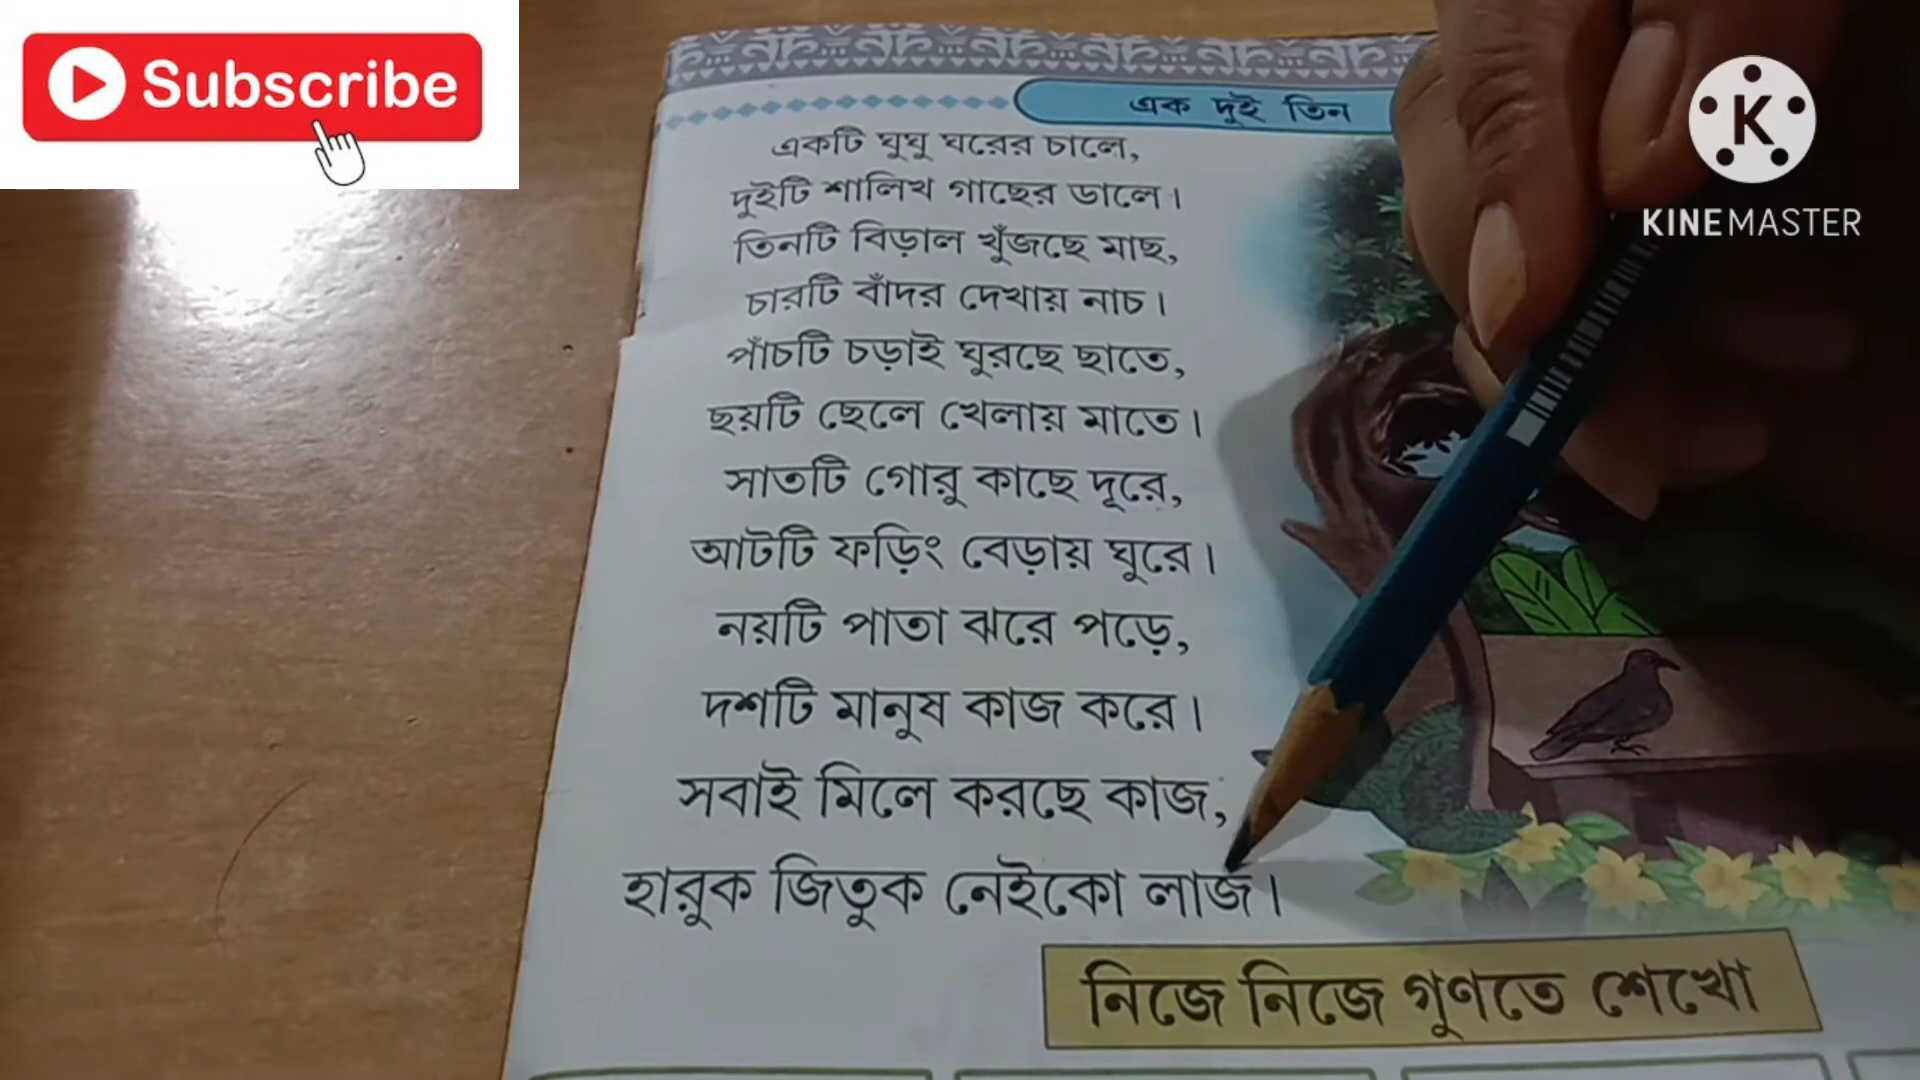 Subscribe
K
KINEMASTER
এক দুই তিন
একটি ঘুঘু ঘরের চালে,
দুইটি শালিখ গাছের ডালে।
তিনটি বিড়াল খুঁজছে মাছ,
চারটি বাঁদর দেখায় নাচ।
পাঁচটি চড়াই ঘুরছে ছাতে,
ছয়টি ছেলে খেলায় মাতে।
সাতটি গোরু কাছে দূরে,
আটটি ফড়িং বেড়ায় ঘুরে।
নয়টি পাতা ঝরে পড়ে,
দশটি মানুষ কাজ করে।
সবাই মিলে করছে কাজ,
হারুক জিতুক নেইকো লাজ।
নিজে নিজে গুণতে শেখো